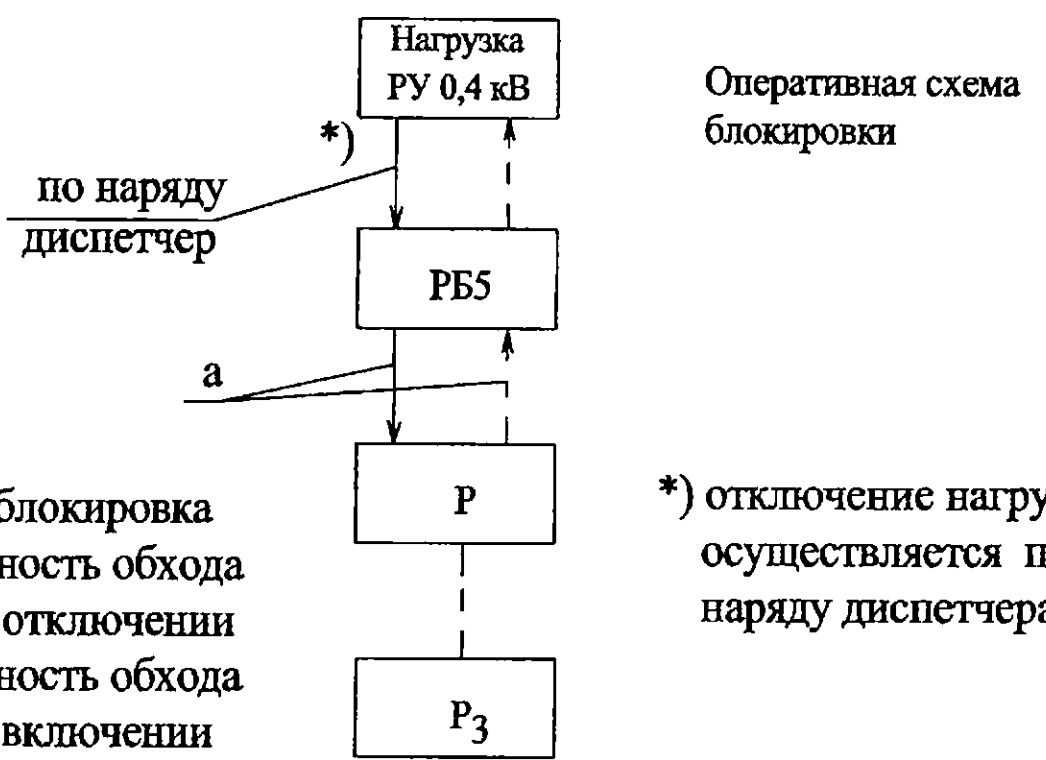 Нагрузка
РУ 0,4 кВ
Оперативная схема
блокировки
*)
по наряду
диспетчер
РБ5
а
Р
блокировка
ность обхода
отключении
ность обхода
включении
*) отключение нагру
осуществляется п
наряду диспетчера
Р3